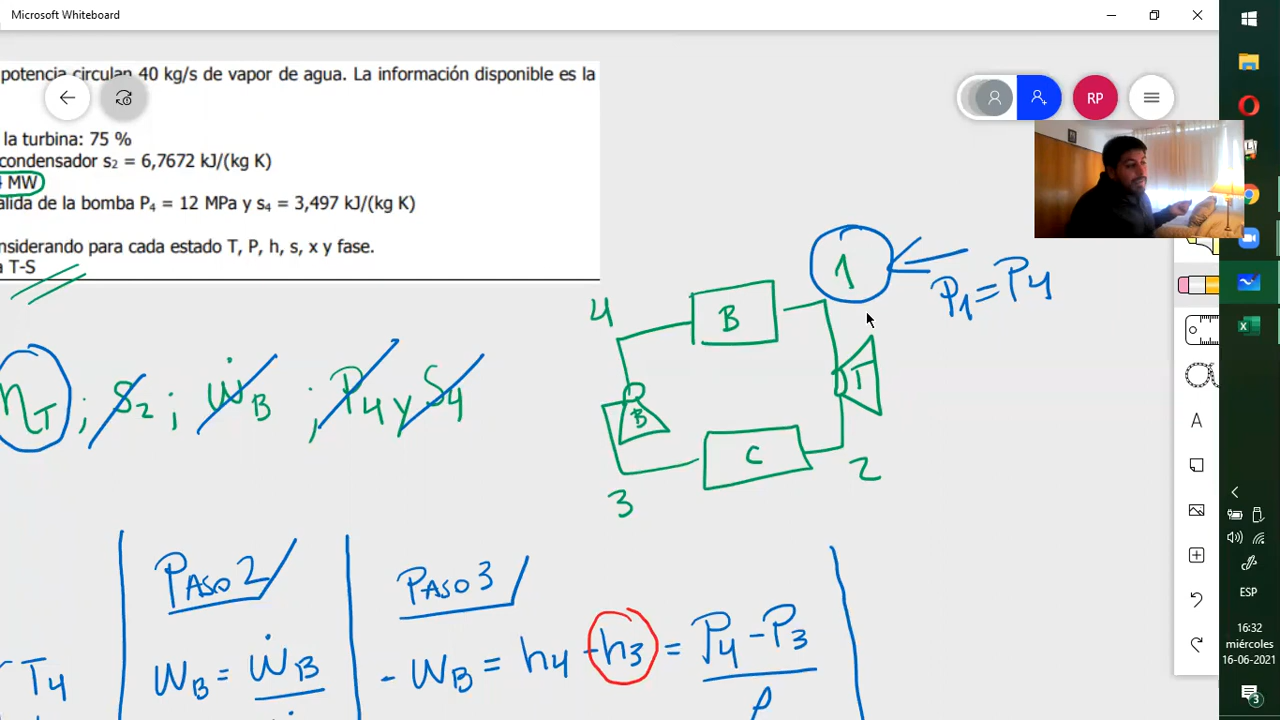 Microsoft Whiteboard
potencia circulan 40 kg/s de vapor de agua. La información disponible es la
la turbina: 75 %
condensador s2 = 6,7672 kJ/(kg K)
MW
alida de la bomba P4 = 12 MPa y s4 = 3,497 kJ/(kg K)
nsiderando para cada estado T, P, h, s, x y fase.
a T-S
RP
1
P1 = P4
4
B
T
B
C
3
2
ηT ; s2 ; ẆB ; P4 y S4
PASO 2
PASO 3
T4
WB = ẆB
- WB = h4 - h3 = P4 - P3
ρ
A
ESP
16:32
miércoles
16-06-2021
3